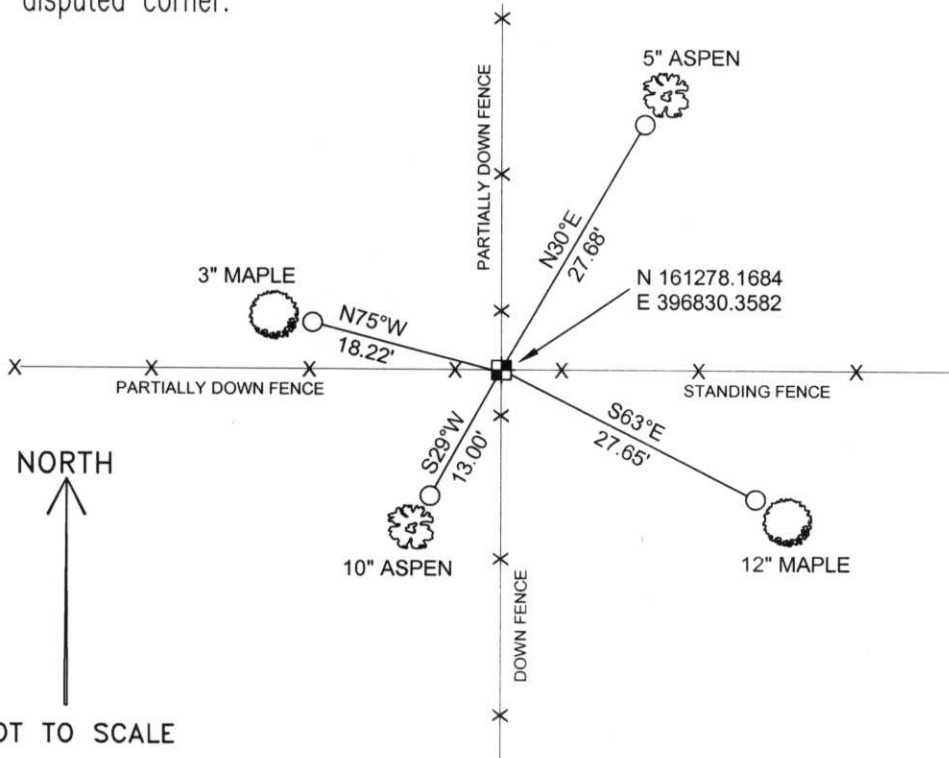 disputed corner.
5" ASPEN
PARTIALLY DOWN FENCE
N30°E
27.68'
3" MAPLE
N 161278.1684
E 396830.3582
N75°W
18.22'
PARTIALLY DOWN FENCE
STANDING FENCE
S63°E
27.65'
S29°W
13.00'
NORTH
10" ASPEN
12" MAPLE
DOWN FENCE
OT TO SCALE